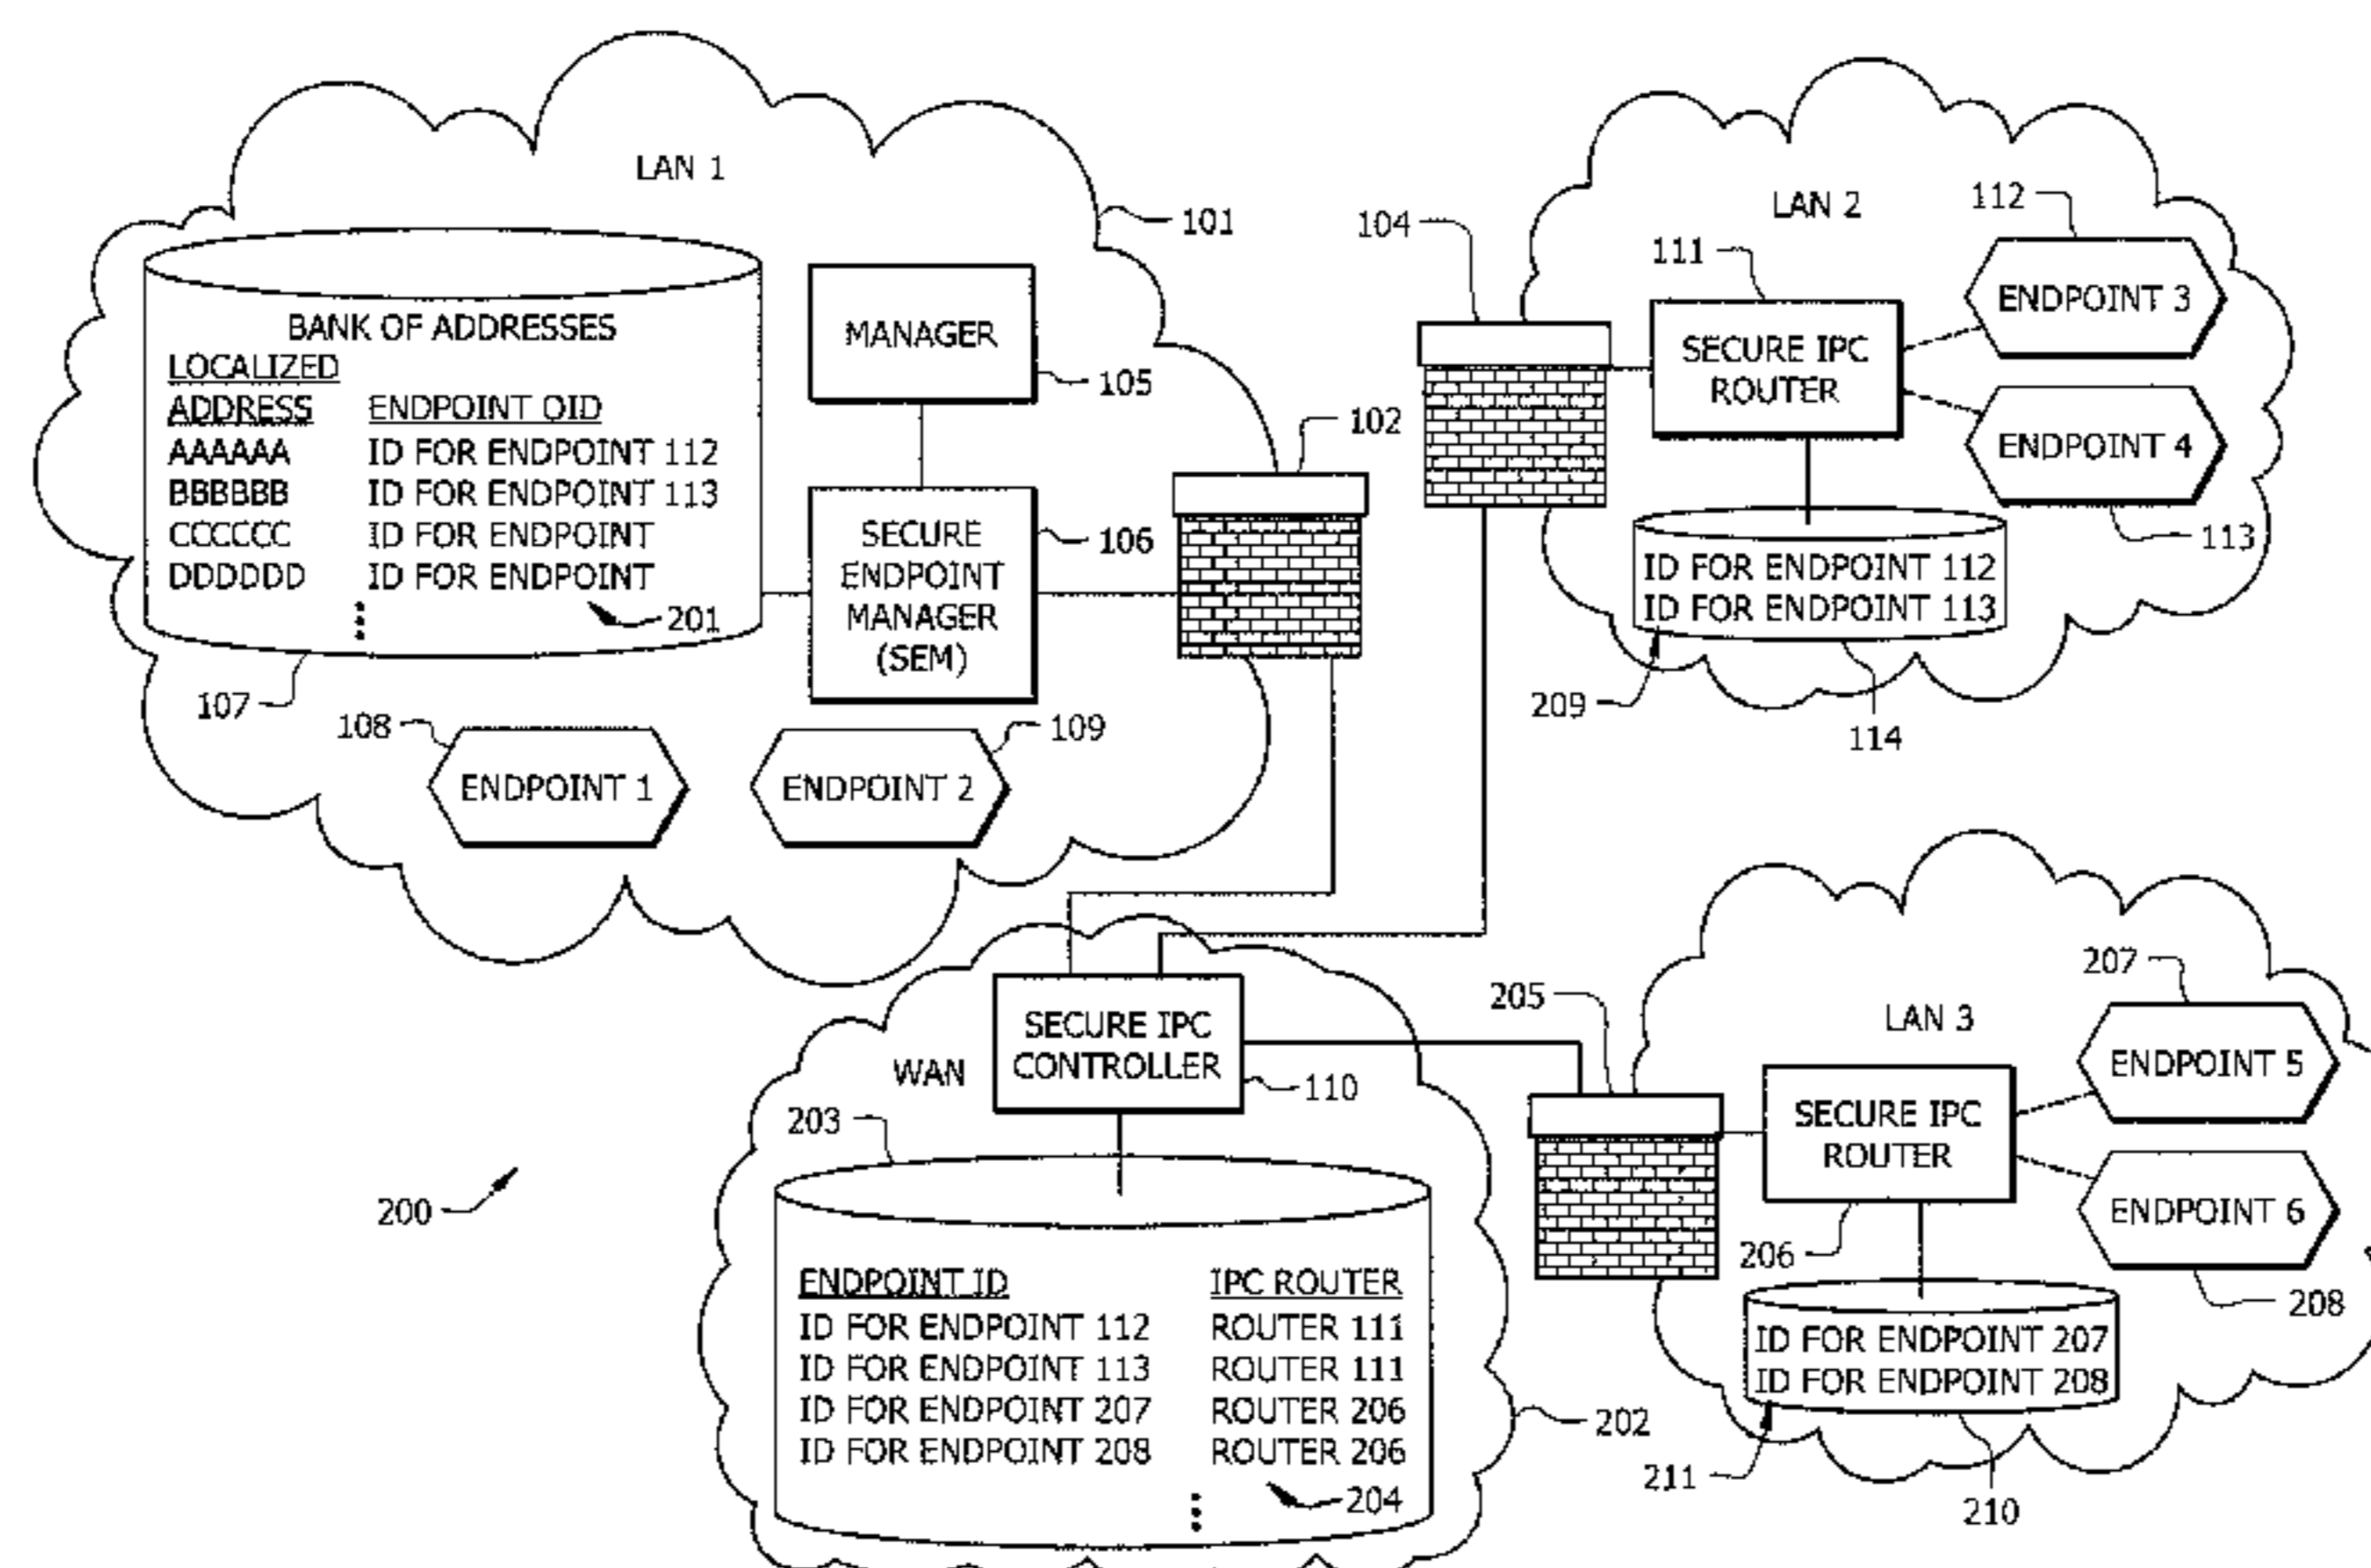 LAN 1
101
BANK OF ADDRESSES
LOCALIZED
ADDRESS ENDPOINT OID
AAAAAA ID FOR ENDPOINT 112
BBBBBB ID FOR ENDPOINT 113
CCCCCC ID FOR ENDPOINT
DDDDDD ID FOR ENDPOINT
201
107
MANAGER
105
SECURE
ENDPOINT
MANAGER
(SEM)
106
102
108
ENDPOINT 1
109
ENDPOINT 2
104
LAN 2
111
SECURE IPC
ROUTER
112
ENDPOINT 3
ENDPOINT 4
113
ID FOR ENDPOINT 112
ID FOR ENDPOINT 113
209
114
200
WAN
SECURE IPC
CONTROLLER
110
203
ENDPOINT ID IPC ROUTER
ID FOR ENDPOINT 112 ROUTER 111
ID FOR ENDPOINT 113 ROUTER 111
ID FOR ENDPOINT 207 ROUTER 206
ID FOR ENDPOINT 208 ROUTER 206
204
202
205
LAN 3
SECURE IPC
ROUTER
206
207
ENDPOINT 5
ENDPOINT 6
208
ID FOR ENDPOINT 207
ID FOR ENDPOINT 208
211
210